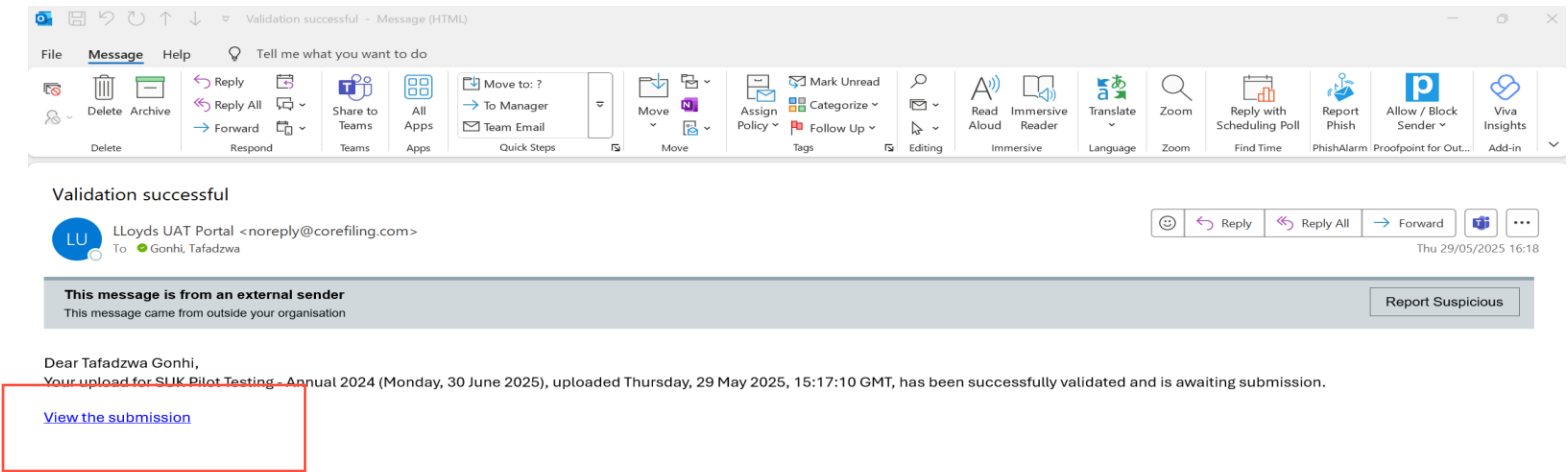 Validation successful - Message (HTML)
File Message Help Tell me what you want to do
Delete Archive
Reply
Reply All
Forward
Share to Teams
All Apps
Move to: ?
To Manager
Team Email
Move
Assign Policy
Mark Unread
Categorize
Follow Up
Read Aloud
Immersive Reader
Translate
Zoom
Reply with Scheduling Poll
Report Phish
Allow / Block Sender
Viva Insights
Delete Respond Teams Apps Quick Steps Move Tags Editing Immersive Language Zoom Find Time PhishAlarm Proofpoint for Out... Add-in
Validation successful
LU
LLoyds UAT Portal <noreply@corefiling.com>
To Gonhi, Tafadzwa
Reply Reply All Forward
Thu 29/05/2025 16:18
This message is from an external sender
This message came from outside your organisation
Report Suspicious
Dear Tafadzwa Gonhi,
Your upload for SUK Pilot Testing - Annual 2024 (Monday, 30 June 2025), uploaded Thursday, 29 May 2025, 15:17:10 GMT, has been successfully validated and is awaiting submission.
View the submission